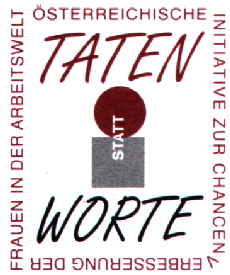 ÖSTERREICHISCHE
INITIATIVE ZUR CHANCEN
VERBESSERUNG DER
FRAUEN IN DER ARBEITSWELT
TATEN
STATT
WORTE